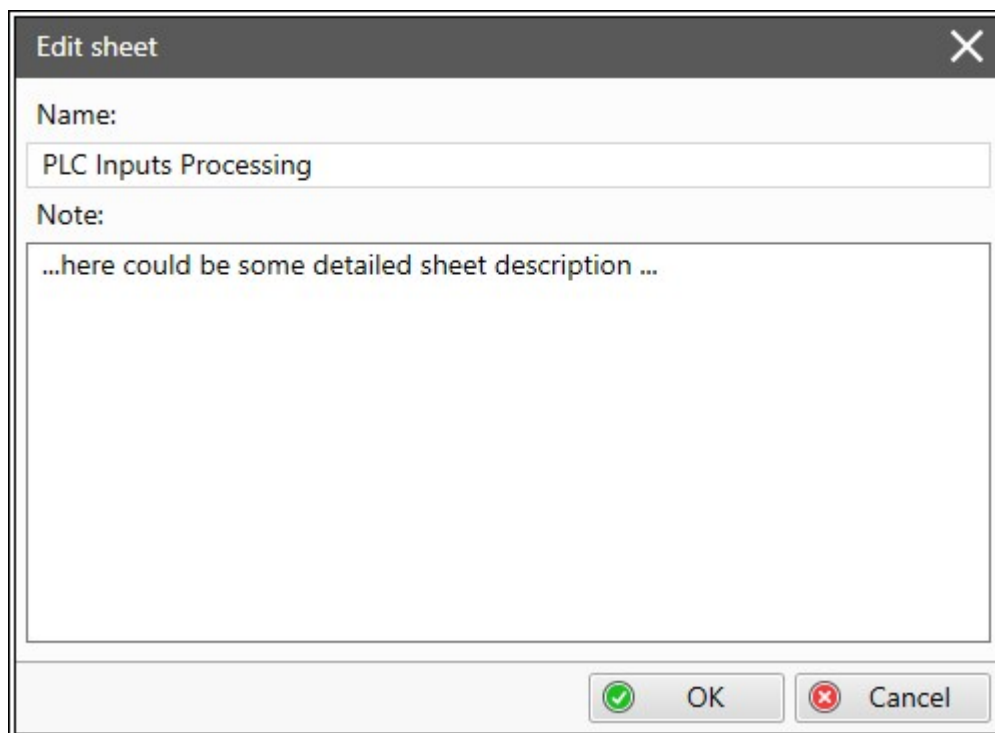 Edit sheet
Name:
PLC Inputs Processing
Note:
...here could be some detailed sheet description ...
OK Cancel